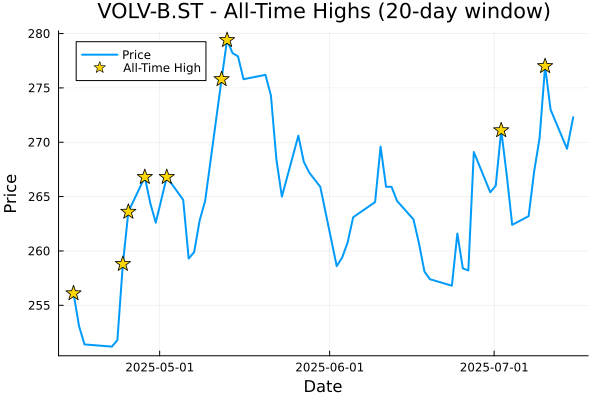 VOLV-B.ST - All-Time Highs (20-day window)
280
275
270
265
260
255
Price
Price
All-Time High
2025-05-01
2025-06-01
2025-07-01
Date